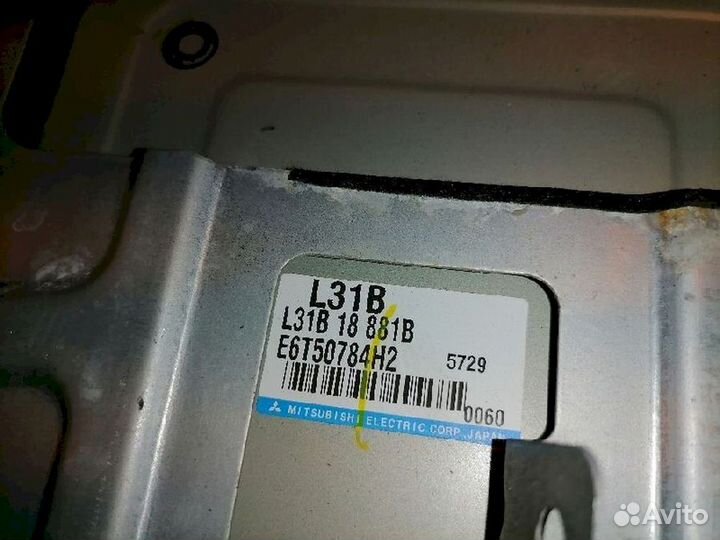 L31B
L31B 18 881B
E6T50784H2 5729
0060
MITSUBISHI ELECTRIC CORP. JAPAN
Avito